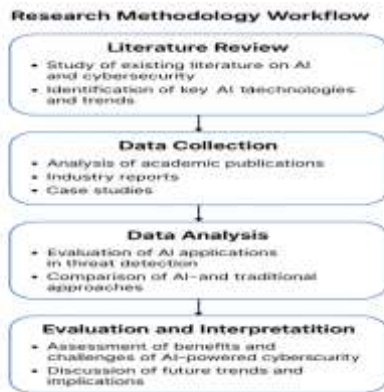 Research Methodology Workflow
Literature Review
• Study of existing literature on AI
and cybersecurity
• Identification of key AI tdechnologies
and trends
Data Collection
• Analysis of academic publications
• Industry reports
• Case studies
Data Analysis
• Evaluation of AI applications
in threat detection
• Comparison of AI-and traditional
approaches
Evaluation and Interpretatition
• Assessment of benefits and
challenges of AI-powered cyberscurity
• Discussion of future trends and
implications